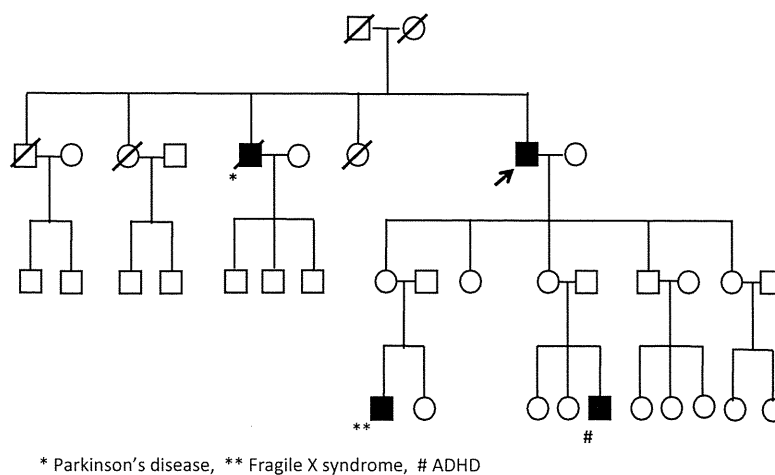 *
**
#
* Parkinson's disease, ** Fragile X syndrome, # ADHD